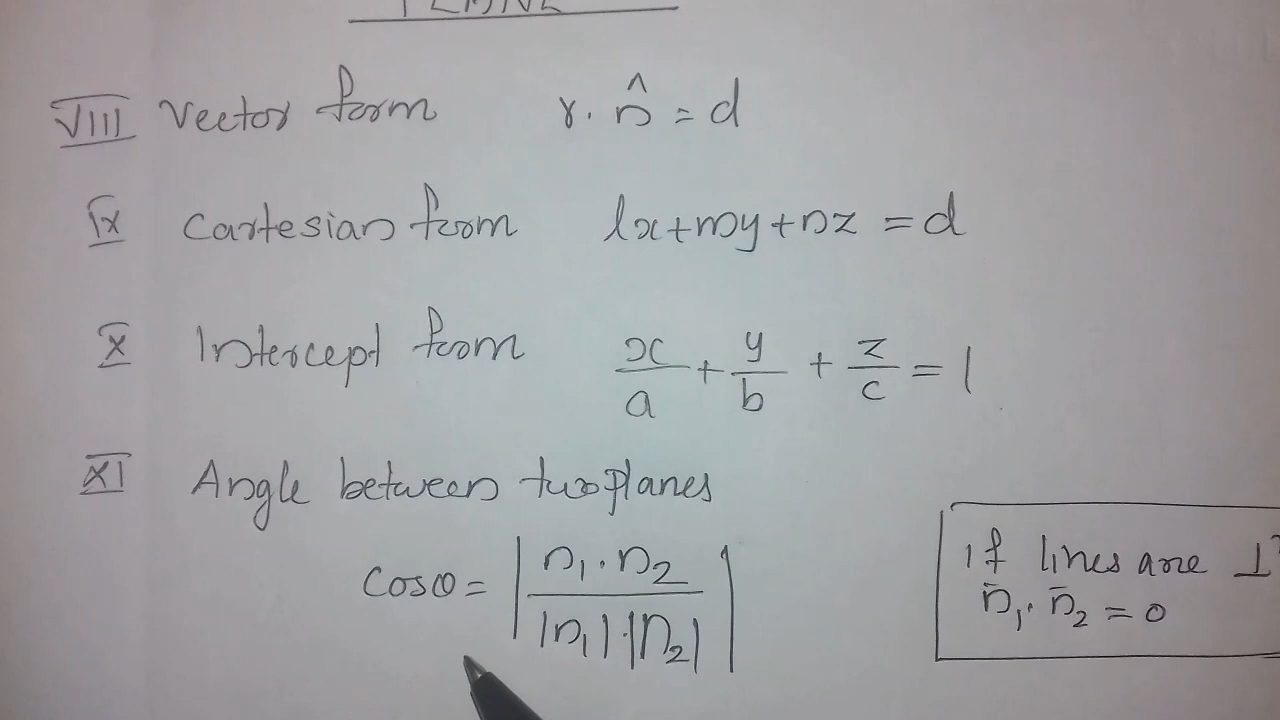 VIII Vector form r. n̂ = d
IX Cartesian form lx+my+nz = d
X Intercept form x/a + y/b + z/c = 1
XI Angle between two planes
cosθ = | n₁.n₂ / |n₁|.|n₂| |
if lines are ⊥
n̄₁. n̄₂ = 0